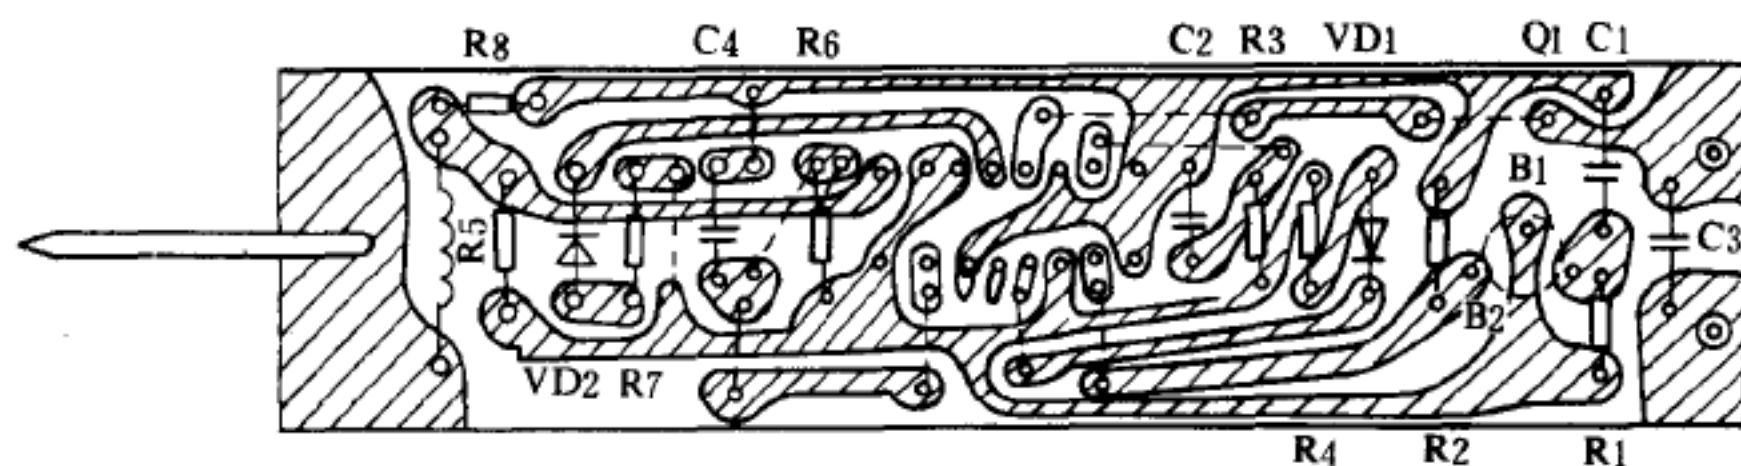 R8 C4 R6 C2 R3 VD1 Q1 C1
B1
R5 C3
B2
VD2 R7
R4 R2 R1